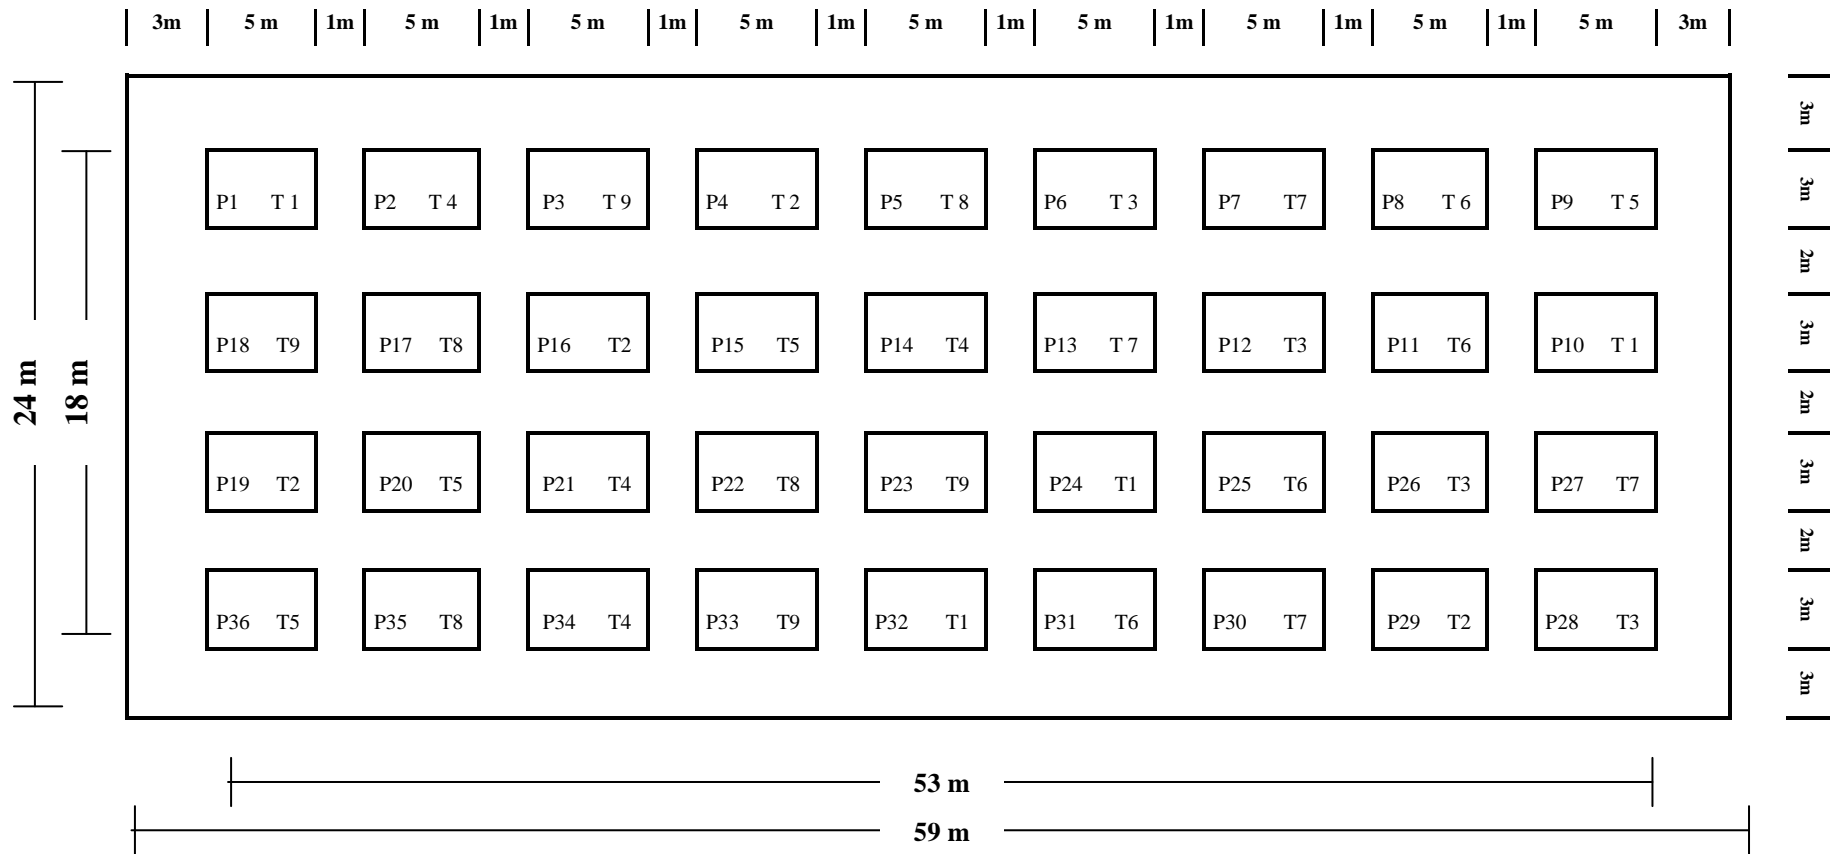 3m 5 m 1m 5 m 1m 5 m 1m 5 m 1m 5 m 1m 5 m 1m 5 m 1m 5 m 1m 5 m 3m
3m
P1 T 1 P2 T 4 P3 T 9 P4 T 2 P5 T 8 P6 T 3 P7 T7 P8 T 6 P9 T 5
3m
2m
P18 T9 P17 T8 P16 T2 P15 T5 P14 T4 P13 T 7 P12 T3 P11 T6 P10 T 1
3m
24 m
18 m
2m
P19 T2 P20 T5 P21 T4 P22 T8 P23 T9 P24 T1 P25 T6 P26 T3 P27 T7
3m
2m
P36 T5 P35 T8 P34 T4 P33 T9 P32 T1 P31 T6 P30 T7 P29 T2 P28 T3
3m
3m
53 m
59 m